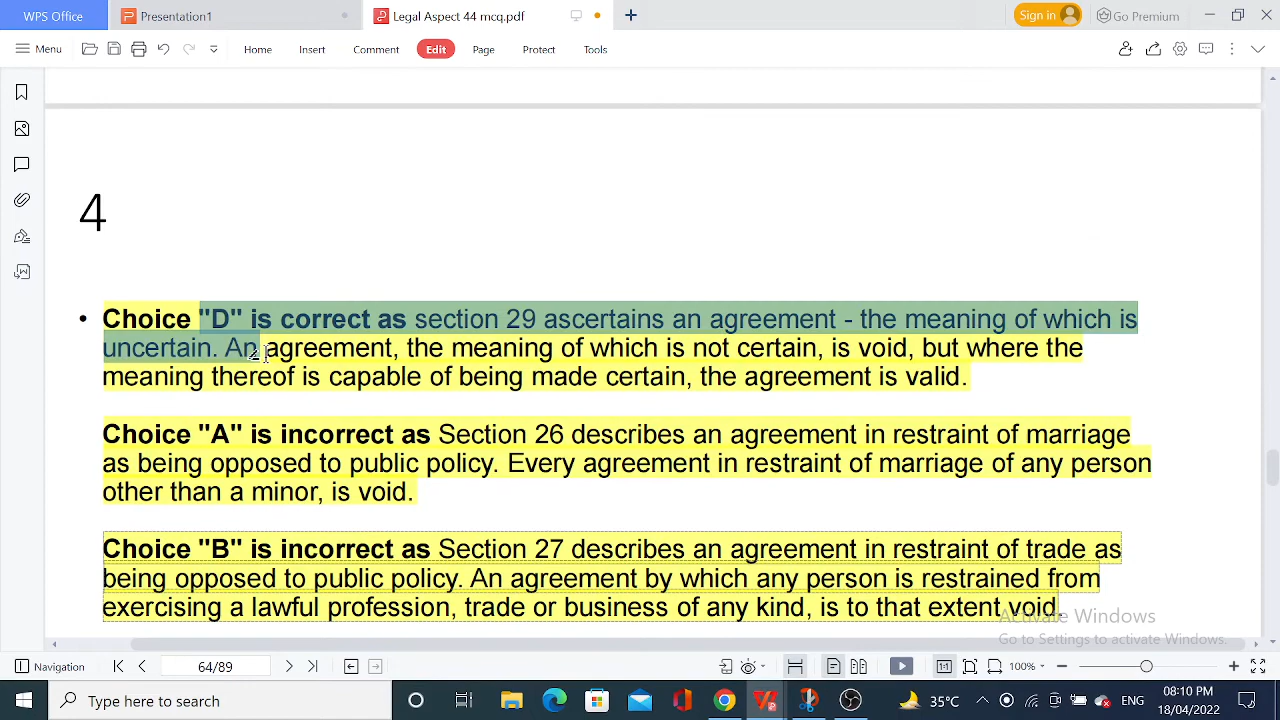 WPS Office
Presentation1
Legal Aspect 44 mcq.pdf
Sign in
Go Premium
Menu
Home
Insert
Comment
Edit
Page
Protect
Tools
4
• Choice "D" is correct as section 29 ascertains an agreement - the meaning of which is
uncertain. An agreement, the meaning of which is not certain, is void, but where the
meaning thereof is capable of being made certain, the agreement is valid.
Choice "A" is incorrect as Section 26 describes an agreement in restraint of marriage
as being opposed to public policy. Every agreement in restraint of marriage of any person
other than a minor, is void.
Choice "B" is incorrect as Section 27 describes an agreement in restraint of trade as
being opposed to public policy. An agreement by which any person is restrained from
exercising a lawful profession, trade or business of any kind, is to that extent void.
Activate Windows
Go to Settings to activate Windows.
Navigation
64/89
1:1
100%
Type here to search
35°C
ENG
08:10 PM
18/04/2022